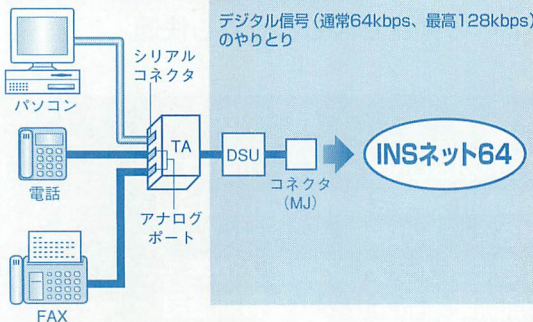 デジタル信号(通常64kbps、最高128kbps)
のやりとり
シリアル
コネクタ
パソコン
TA
DSU
INSネット64
電話
コネクタ
(MJ)
アナログ
ポート
FAX